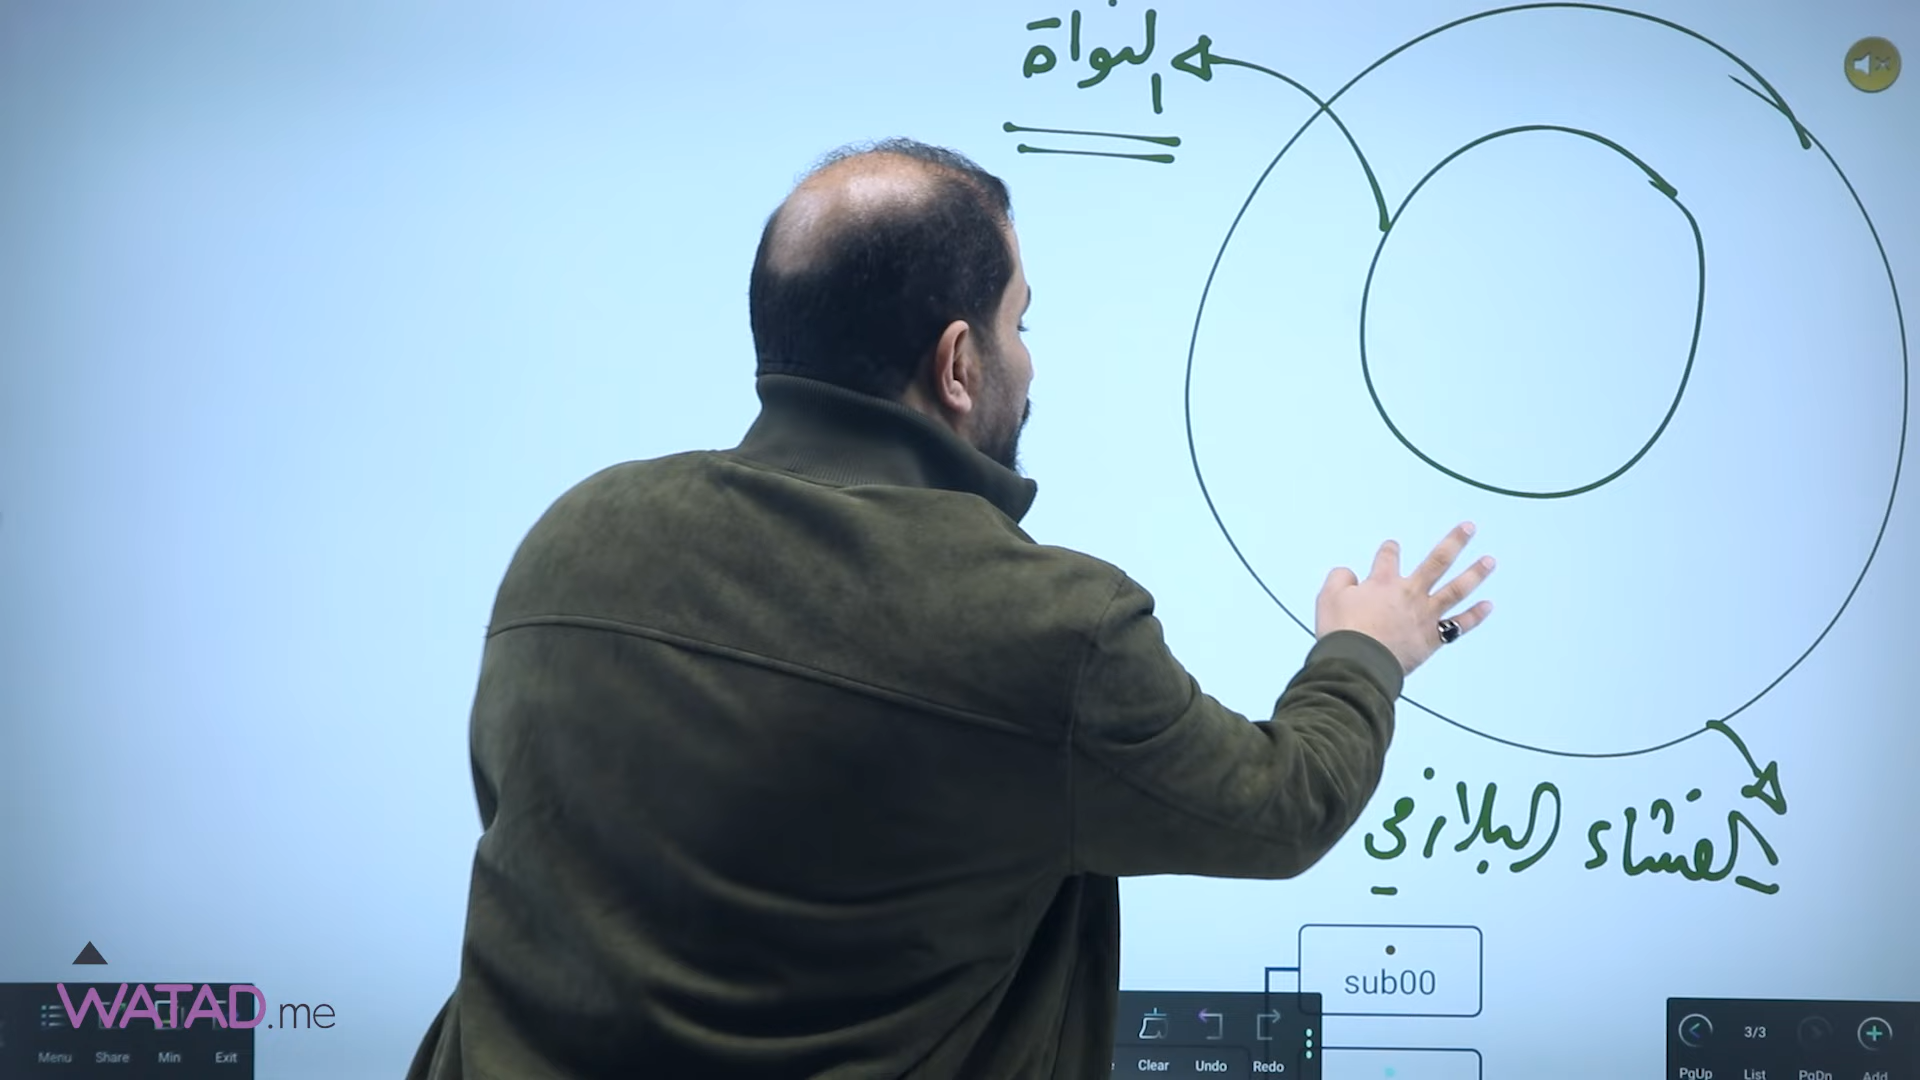 النواة
الغشاء البلازمي
sub00
WATAD.me
Menu Share Min Exit
Clear Undo Redo
3/3
PgUp List PgDn Add